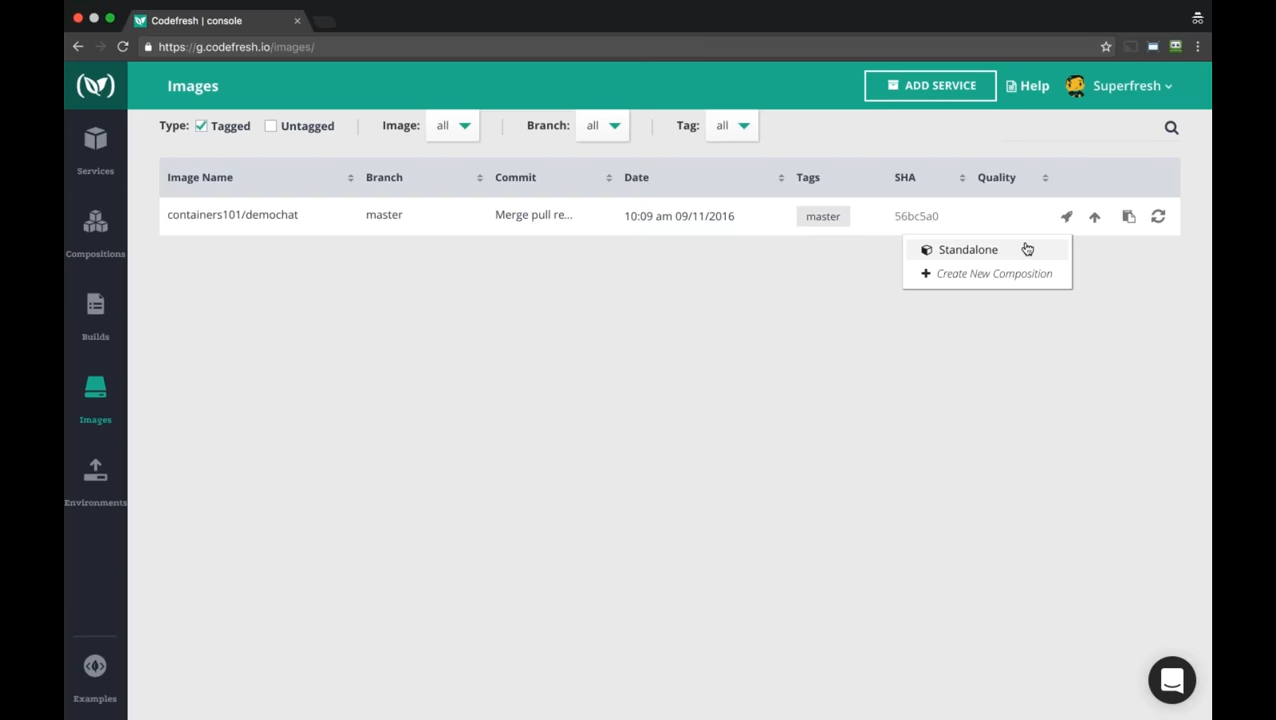 Codefresh | console
https://g.codefresh.io/images/
Images
ADD SERVICE
Help
Superfresh
Type: Tagged Untagged Image: all Branch: all Tag: all
Image Name Branch Commit Date Tags SHA Quality
containers101/demochat master Merge pull re... 10:09 am 09/11/2016 master 56bc5a0
Standalone
Create New Composition
Services
Compositions
Builds
Images
Environments
Examples